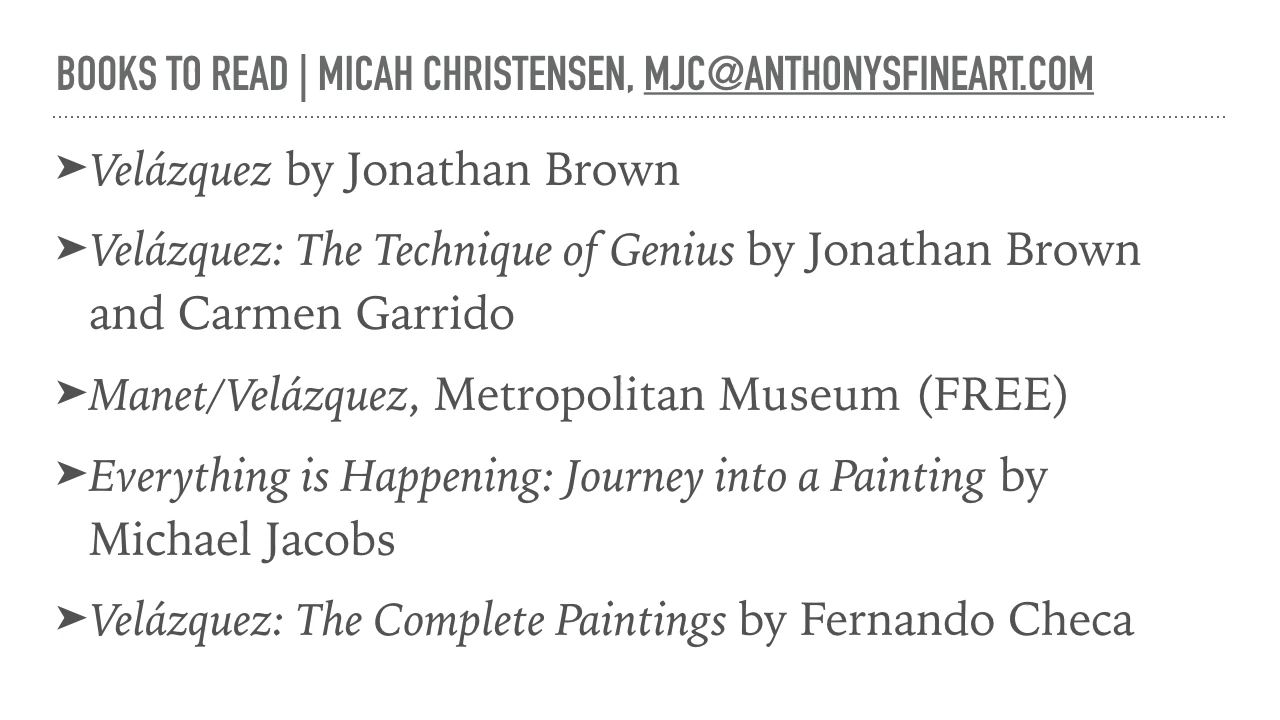 BOOKS TO READ | MICAH CHRISTENSEN, MJC@ANTHONYSFINEART.COM
➤Velázquez by Jonathan Brown
➤Velázquez: The Technique of Genius by Jonathan Brown
and Carmen Garrido
➤Manet/Velázquez, Metropolitan Museum (FREE)
➤Everything is Happening: Journey into a Painting by
Michael Jacobs
➤Velázquez: The Complete Paintings by Fernando Checa